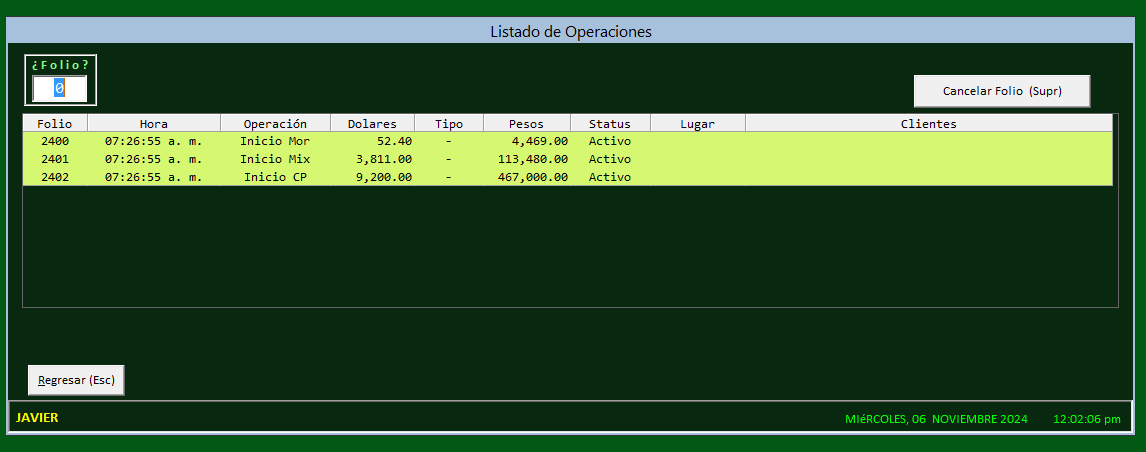 Listado de Operaciones
¿Folio?
0
Cancelar Folio (Supr)
Folio Hora Operación Dolares Tipo Pesos Status Lugar Clientes
2400 07:26:55 a. m. Inicio Mor 52.40 - 4,469.00 Activo
2401 07:26:55 a. m. Inicio Mix 3,811.00 - 113,480.00 Activo
2402 07:26:55 a. m. Inicio CP 9,200.00 - 467,000.00 Activo
Regresar (Esc)
JAVIER MIéRCOLES, 06 NOVIEMBRE 2024 12:02:06 pm